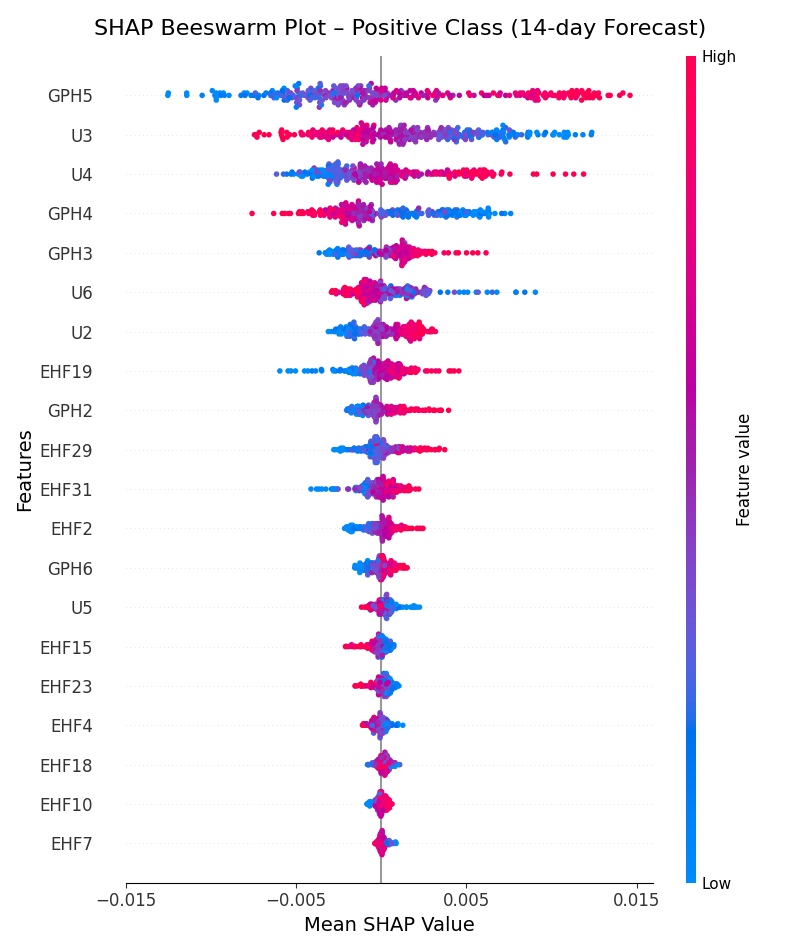 SHAP Beeswarm Plot – Positive Class (14-day Forecast)
High
GPH5
U3
U4
GPH4
GPH3
U6
U2
EHF19
GPH2
EHF29
EHF31
EHF2
GPH6
U5
EHF15
EHF23
EHF4
EHF18
EHF10
EHF7
Features
Feature value
Low
−0.015 −0.005 0.005 0.015
Mean SHAP Value